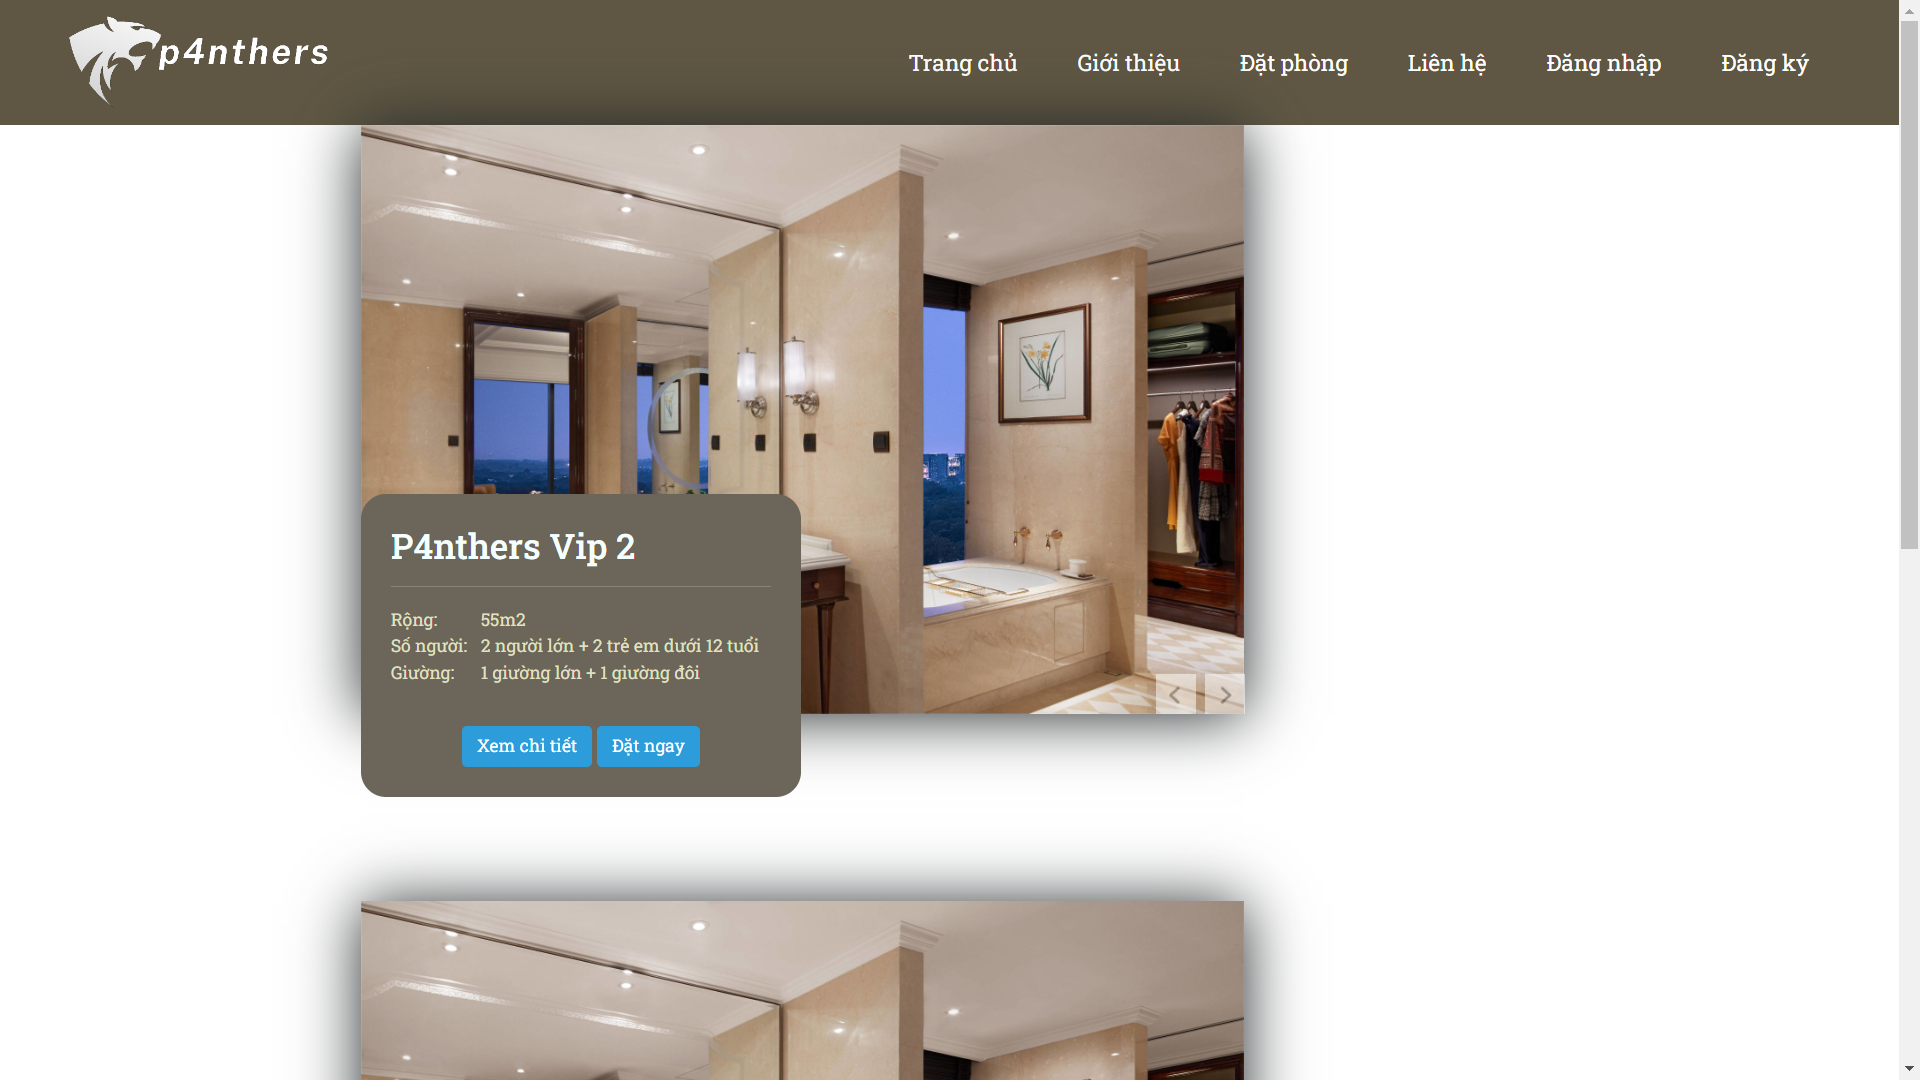 p4nthers
Trang chủ
Giới thiệu
Đặt phòng
Liên hệ
Đăng nhập
Đăng ký
P4nthers Vip 2
Rộng: 55m2
Số người: 2 người lớn + 2 trẻ em dưới 12 tuổi
Giường: 1 giường lớn + 1 giường đôi
Xem chi tiết
Đặt ngay